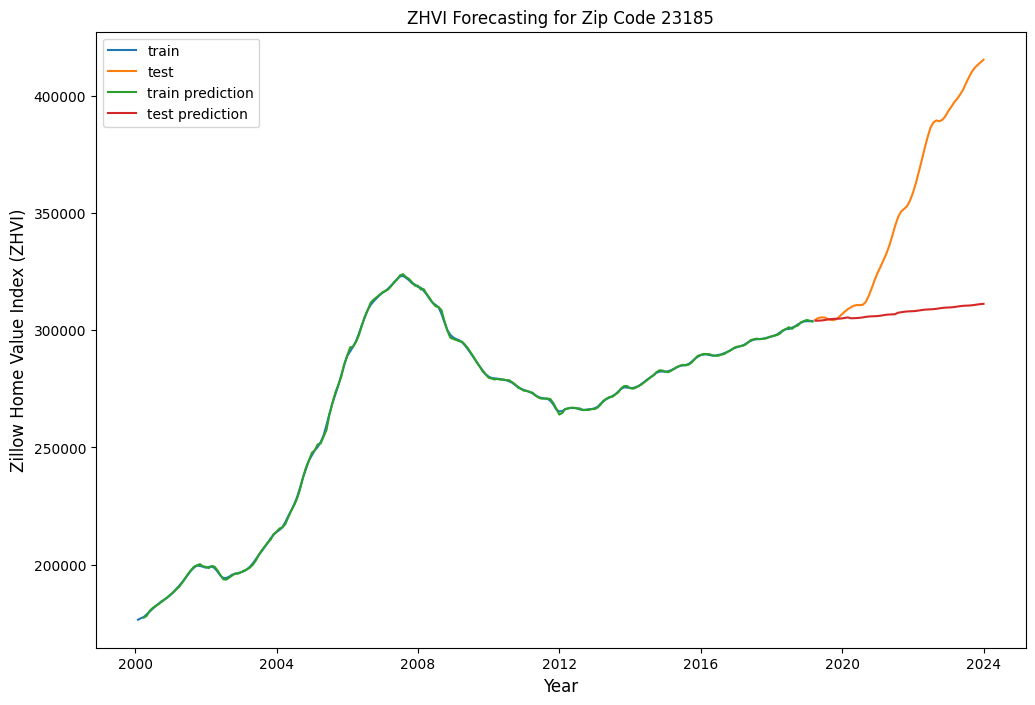 ZHVI Forecasting for Zip Code 23185
train
test
train prediction
test prediction
Zillow Home Value Index (ZHVI)
400000
350000
300000
250000
200000
2000 2004 2008 2012 2016 2020 2024
Year